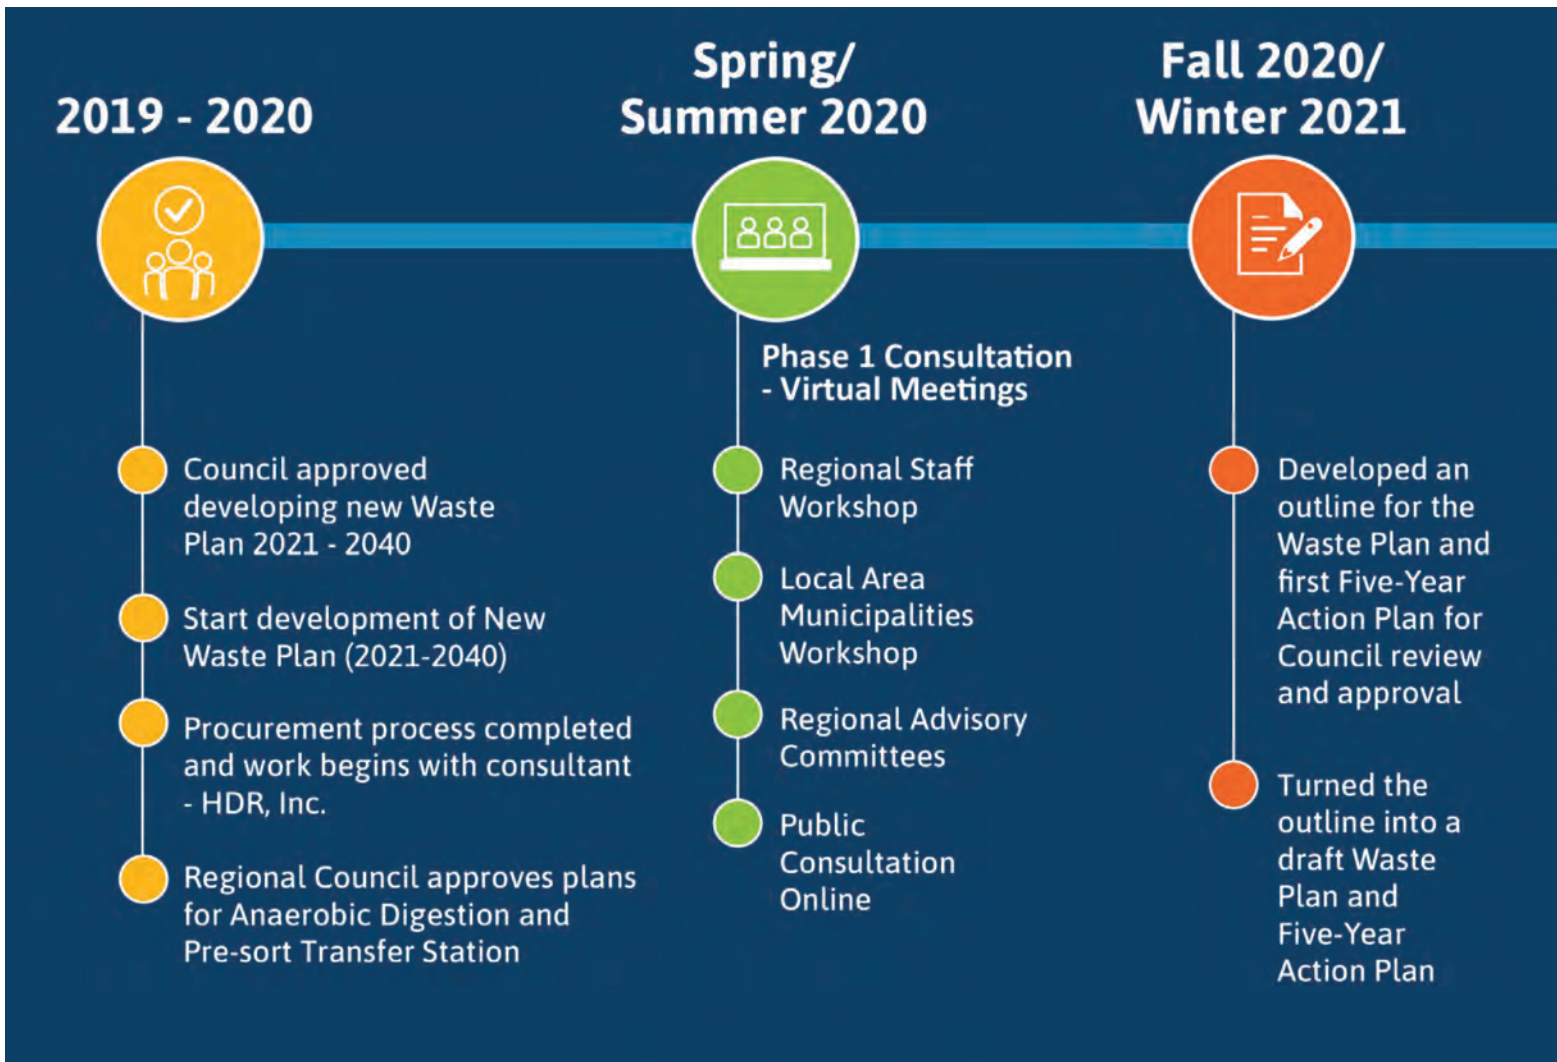 2019 - 2020
Council approved
developing new Waste
Plan 2021 - 2040
Start development of New
Waste Plan (2021-2040)
Procurement process completed
and work begins with consultant
- HDR, Inc.
Regional Council approves plans
for Anaerobic Digestion and
Pre-sort Transfer Station
Spring/
Summer 2020
Phase 1 Consultation
- Virtual Meetings
Regional Staff
Workshop
Local Area
Municipalities
Workshop
Regional Advisory
Committees
Public
Consultation
Online
Fall 2020/
Winter 2021
Developed an
outline for the
Waste Plan and
first Five-Year
Action Plan for
Council review
and approval
Turned the
outline into a
draft Waste
Plan and
Five-Year
Action Plan